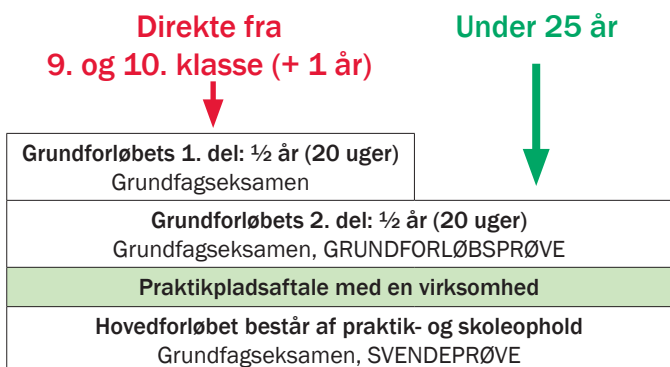 Direkte fra
9. og 10. klasse (+ 1 år)
Under 25 år
Grundforløbets 1. del: ½ år (20 uger)
Grundfagseksamen
Grundforløbets 2. del: ½ år (20 uger)
Grundfagseksamen, GRUNDFORLØBSPRØVE
Praktikpladsaftale med en virksomhed
Hovedforløbet består af praktik- og skoleophold
Grundfagseksamen, SVENDEPRØVE